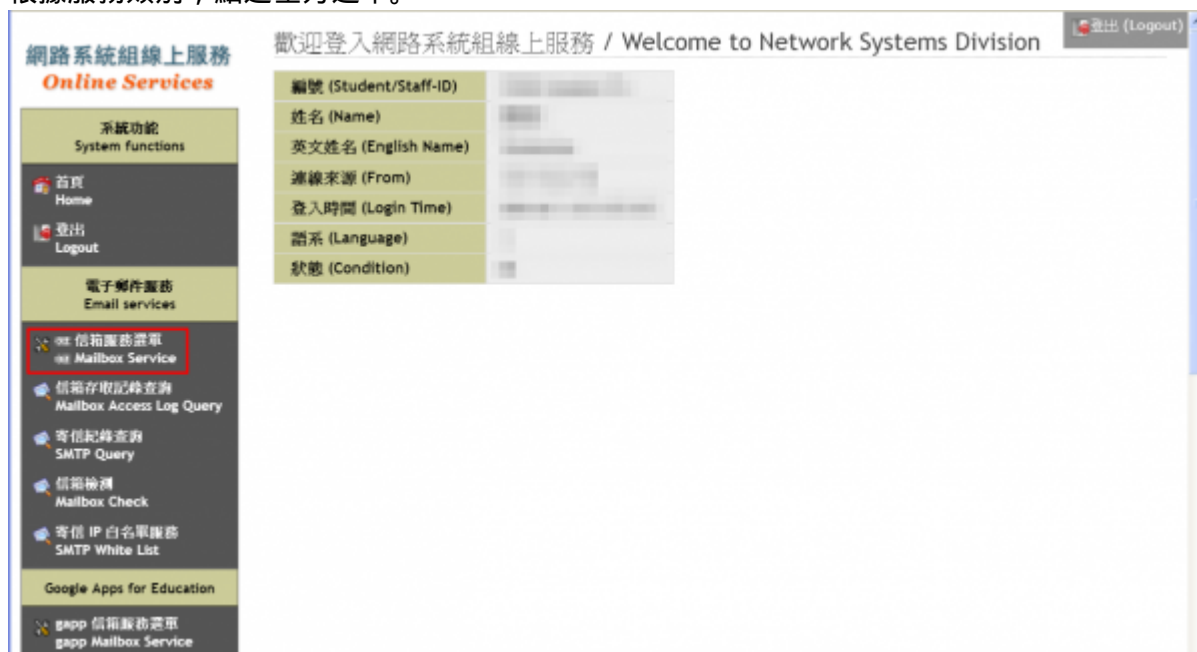 根據服務類別，點選左方選單。
登出 (Logout)
網路系統組線上服務
Online Services
歡迎登入網路系統組線上服務 / Welcome to Network Systems Division
編號 (Student/Staff-ID)
姓名 (Name)
英文姓名 (English Name)
連線來源 (From)
登入時間 (Login Time)
語系 (Language)
狀態 (Condition)
系統功能
System functions
首頁
Home
登出
Logout
電子郵件服務
Email services
信箱服務選單
Mailbox Service
信箱存取記錄查詢
Mailbox Access Log Query
寄信紀錄查詢
SMTP Query
信箱檢測
Mailbox Check
寄信 IP 白名單服務
SMTP White List
Google Apps for Education
gapp 信箱服務選單
gapp Mailbox Service